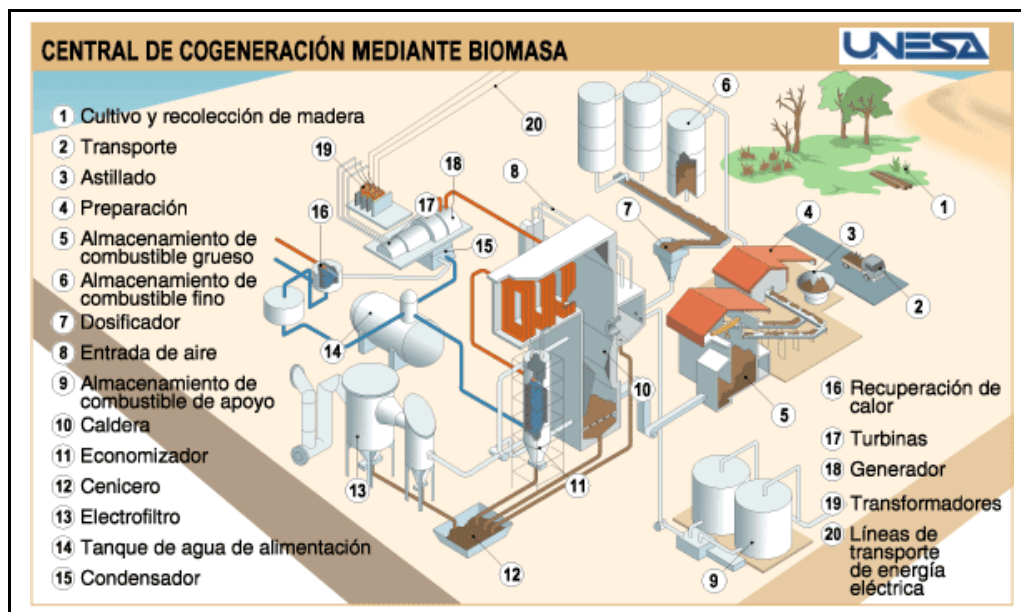 CENTRAL DE COGENERACIÓN MEDIANTE BIOMASA
UNESA
1 Cultivo y recolección de madera
2 Transporte
3 Astillado
4 Preparación
5 Almacenamiento de
combustible grueso
6 Almacenamiento de
combustible fino
7 Dosificador
8 Entrada de aire
9 Almacenamiento de
combustible de apoyo
10 Caldera
11 Economizador
12 Cenicero
13 Electrofiltro
14 Tanque de agua de alimentación
15 Condensador
16 Recuperación de
calor
17 Turbinas
18 Generador
19 Transformadores
20 Líneas de
transporte
de energía
eléctrica
20
6
19
18
8
17
16
15
7
1
4
3
2
14
10
5
13
11
12
9